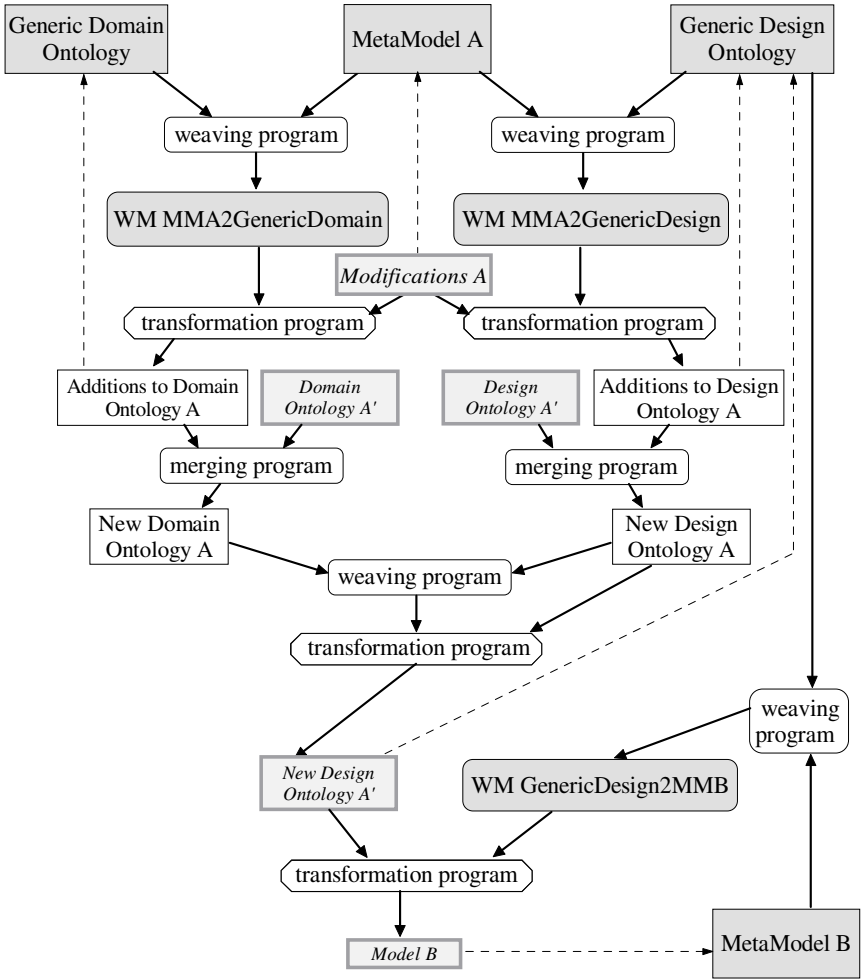 Generic Domain
Ontology
MetaModel A
Generic Design
Ontology
weaving program
weaving program
WM MMA2GenericDomain
WM MMA2GenericDesign
Modifications A
transformation program
transformation program
Additions to Domain
Ontology A
Domain
Ontology A'
Design
Ontology A'
Additions to Design
Ontology A
merging program
merging program
New Domain
Ontology A
New Design
Ontology A
weaving program
transformation program
weaving
program
New Design
Ontology A'
WM GenericDesign2MMB
transformation program
Model B
MetaModel B